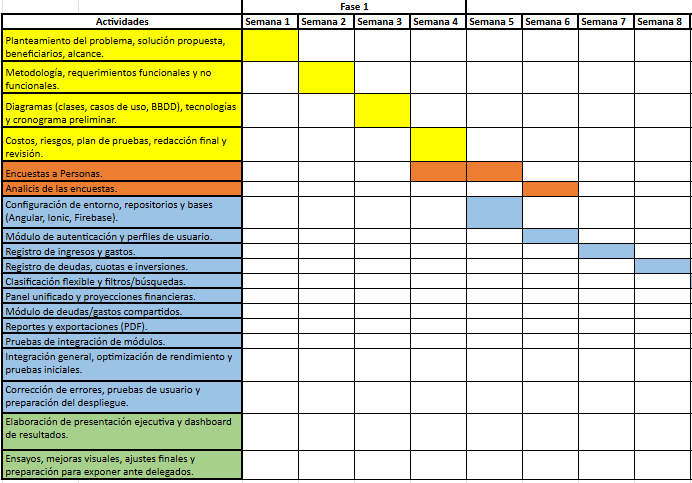 Fase 1
Actividades Semana 1 Semana 2 Semana 3 Semana 4 Semana 5 Semana 6 Semana 7 Semana 8
Planteamiento del problema, solución propuesta,
beneficiarios, alcance.
Metodología, requerimientos funcionales y no
funcionales.
Diagramas (clases, casos de uso, BBDD), tecnologías
y cronograma preliminar.
Costos, riesgos, plan de pruebas, redacción final y
revisión.
Encuestas a Personas.
Analicis de las encuestas.
Configuración de entorno, repositorios y bases
(Angular, Ionic, Firebase).
Módulo de autenticación y perfiles de usuario.
Registro de ingresos y gastos.
Registro de deudas, cuotas e inversiones.
Clasificación flexible y filtros/búsquedas.
Panel unificado y proyecciones financieras.
Módulo de deudas/gastos compartidos.
Reportes y exportaciones (PDF).
Pruebas de integración de módulos.
Integración general, optimización de rendimiento y
pruebas iniciales.
Corrección de errores, pruebas de usuario y
preparación del despliegue.
Elaboración de presentación ejecutiva y dashboard
de resultados.
Ensayos, mejoras visuales, ajustes finales y
preparación para exponer ante delegados.